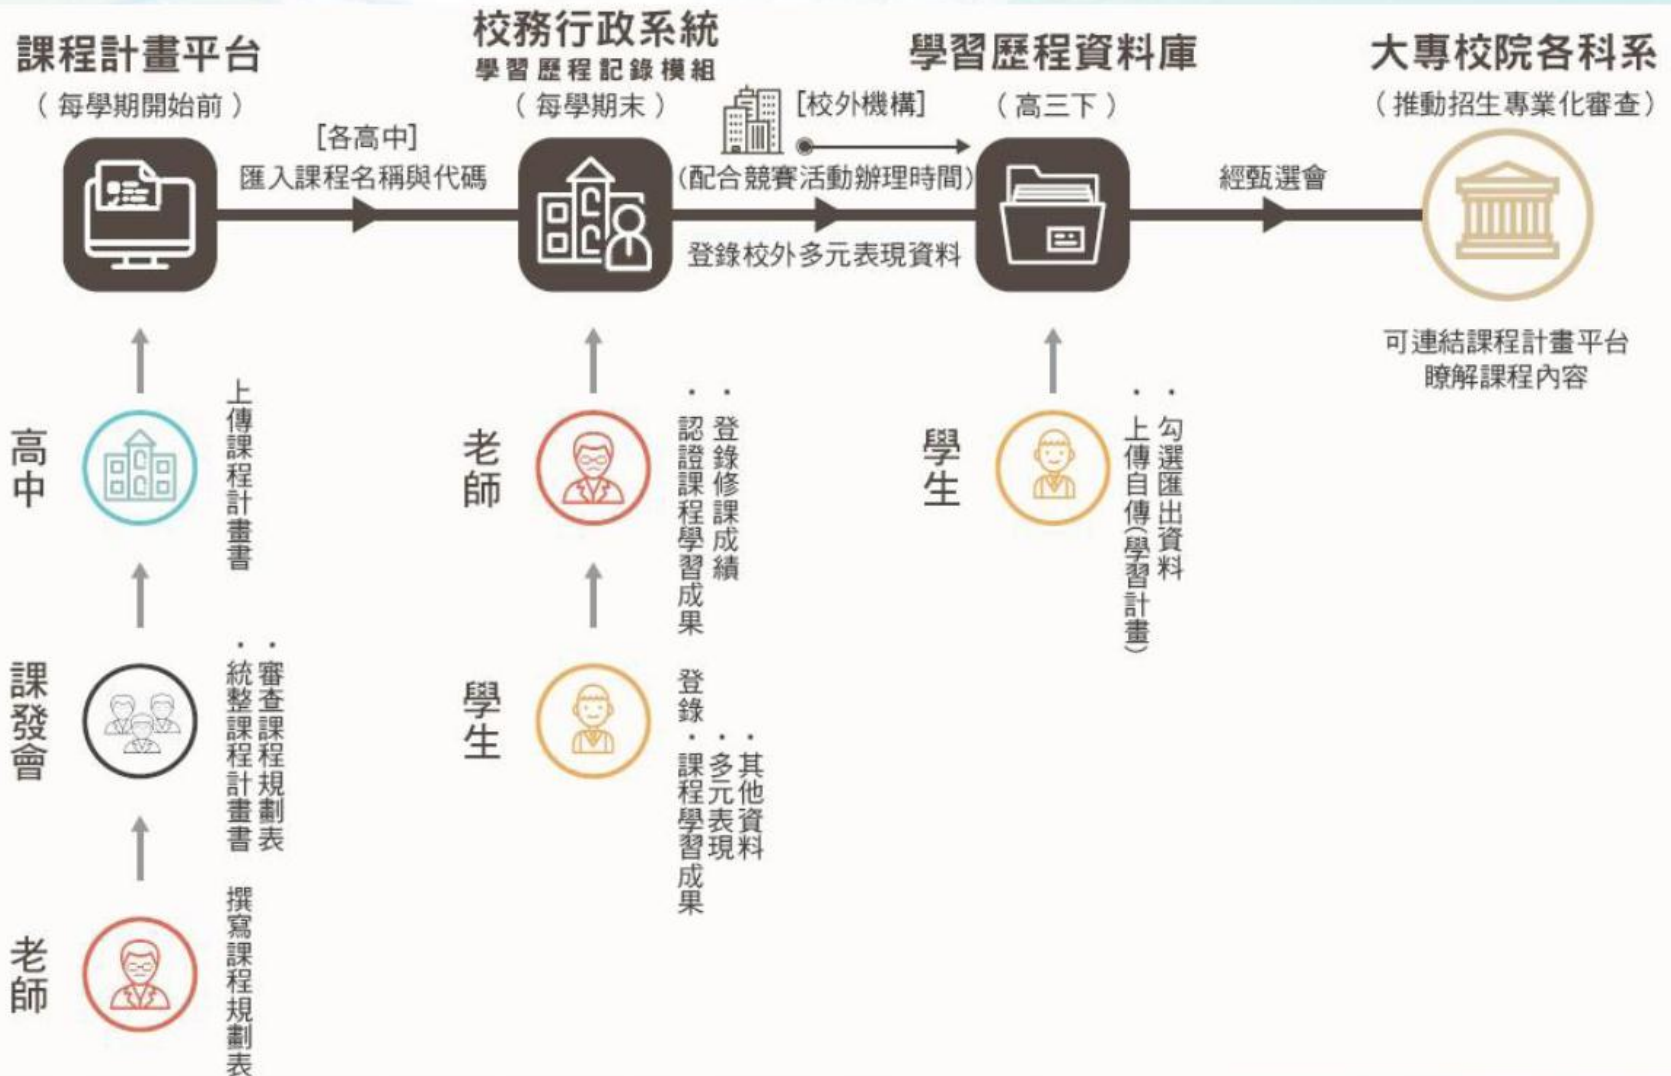 課程計畫平台
（每學期開始前）
[各高中]
匯入課程名稱與代碼
校務行政系統
學習歷程記錄模組
（每學期末）
[校外機構]
(配合競賽活動辦理時間)
登錄校外多元表現資料
學習歷程資料庫
（高三下）
經甄選會
大專校院各科系
（推動招生專業化審查）
可連結課程計畫平台
瞭解課程內容
高中
上傳課程計畫書
課發會
・審查課程規劃表
・統整課程計畫書
老師
撰寫課程規劃表
老師
・登錄修課成績
・認證課程學習成果
學生
登錄
・其他資料
・多元表現
・課程學習成果
學生
・勾選匯出資料
・上傳自傳(學習計畫)